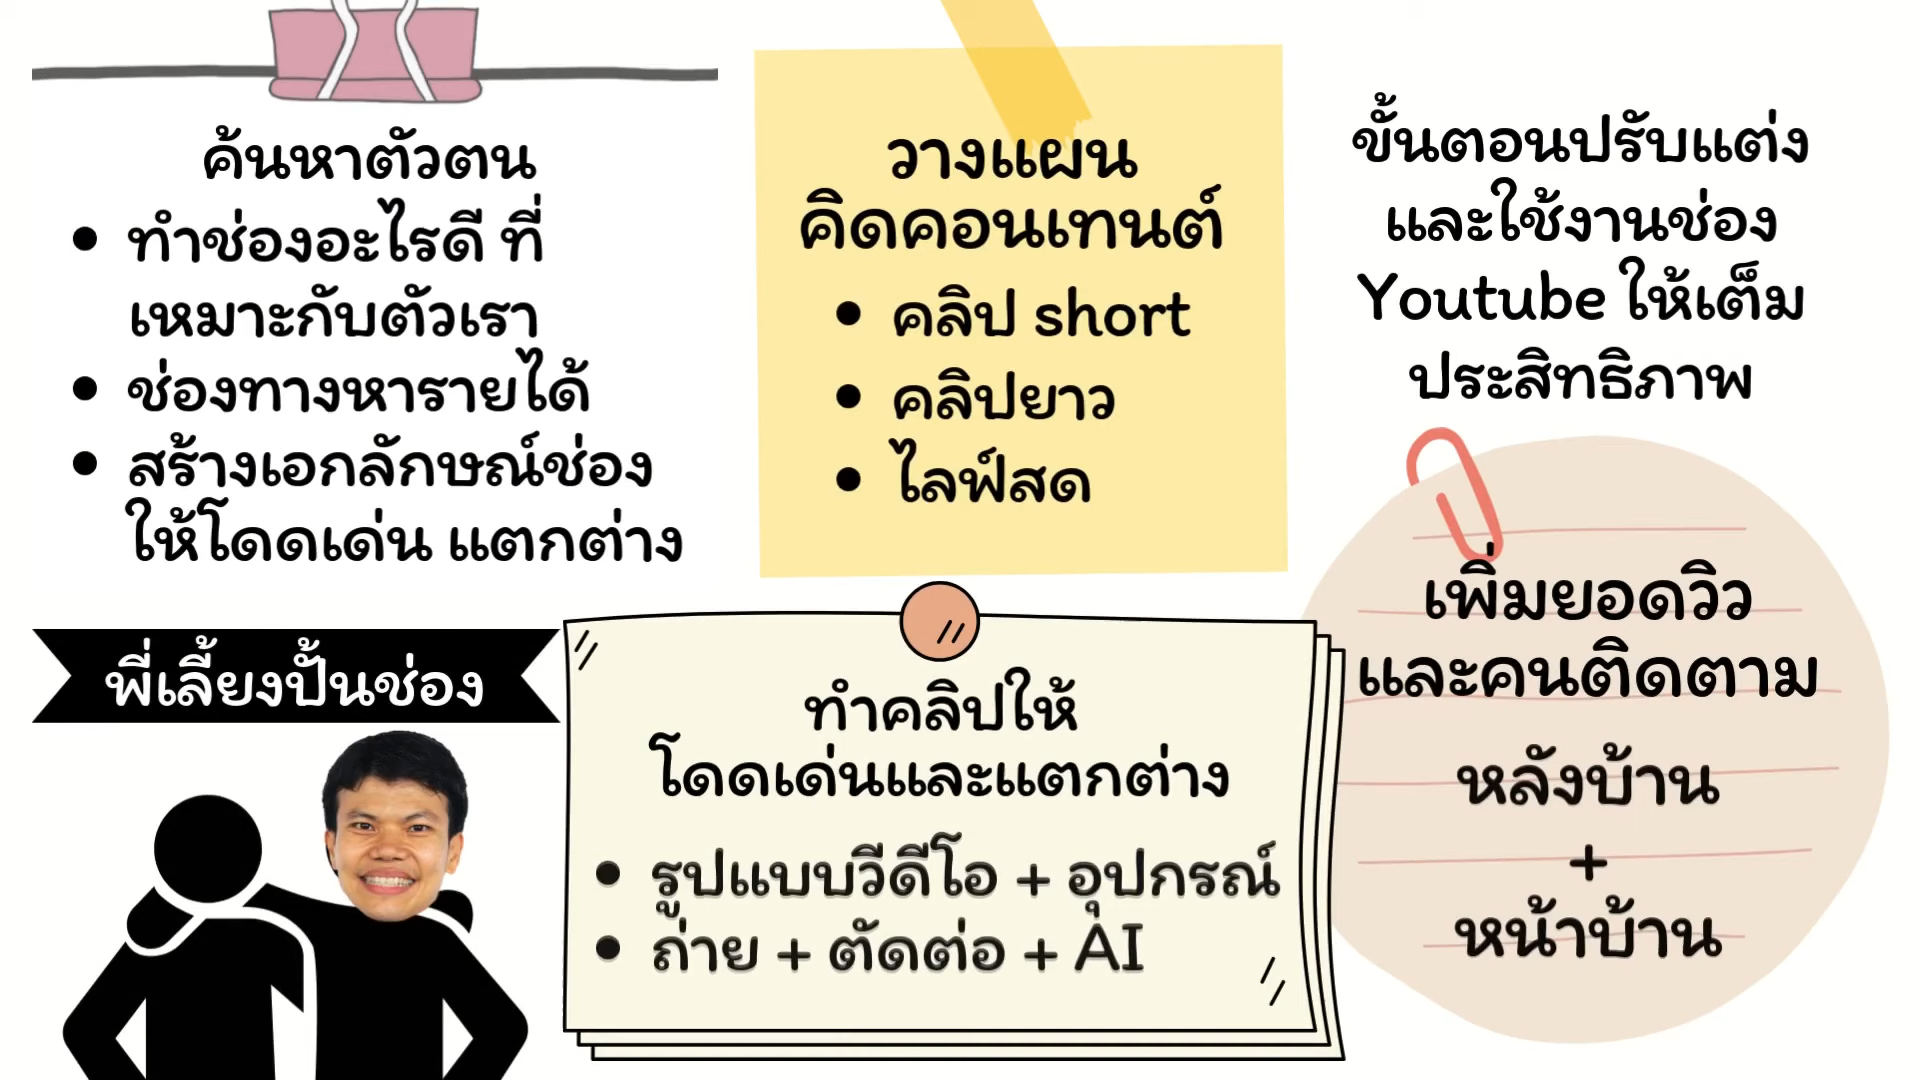 ค้นหาตัวตน
• ทำช่องอะไรดี ที่
เหมาะกับตัวเรา
• ช่องทางหารายได้
• สร้างเอกลักษณ์ช่อง
ให้โดดเด่น แตกต่าง
วางแผน
คิดคอนเทนต์
• คลิป short
• คลิปยาว
• ไลฟ์สด
ขั้นตอนปรับแต่ง
และใช้งานช่อง
Youtube ให้เต็ม
ประสิทธิภาพ
พี่เลี้ยงปั้นช่อง
ทำคลิปให้
โดดเด่นและแตกต่าง
• รูปแบบวีดีโอ + อุปกรณ์
• ถ่าย + ตัดต่อ + AI
เพิ่มยอดวิว
และคนติดตาม
หลังบ้าน
+
หน้าบ้าน